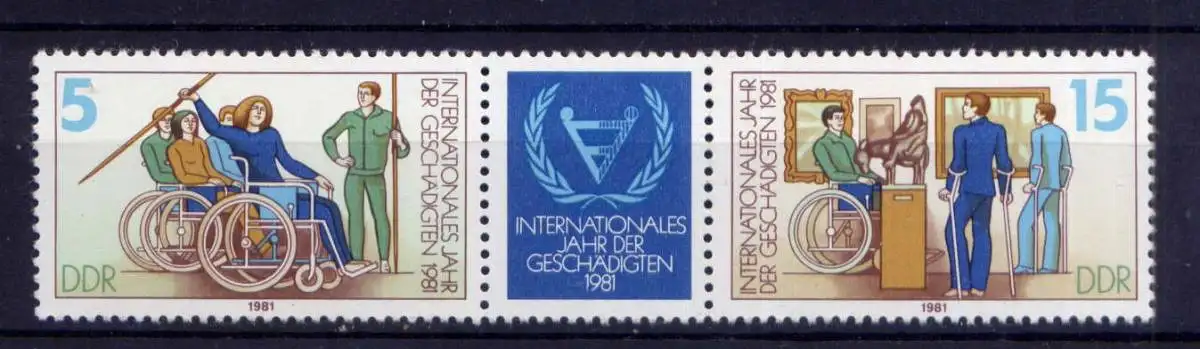 5
INTERNATIONALES JAHR
DER GESCHÄDIGTEN 1981
DDR
1981
INTERNATIONALES
JAHR DER
GESCHÄDIGTEN
1981
15
INTERNATIONALES JAHR
DER GESCHÄDIGTEN 1981
DDR
1981